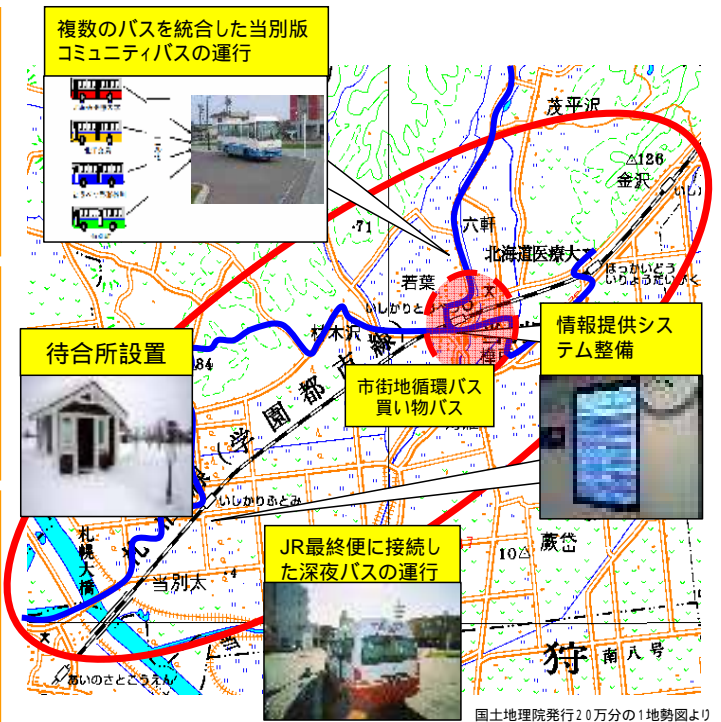 複数のバスを統合した当別版
コミュニティバスの運行
茂平沢
△126
金沢
六軒
・71
北海道医療大
ほっかいどう
いりょうだいがく
若葉
いしかりとうべつ
材木沢
84
待合所設置
情報提供シス
テム整備
市街地循環バス
買い物バス
(学園都市線)
いしかりふとみ
札幌大橋
当別太
4
JR最終便に接続し
た深夜バスの運行
10△
蕨岱
狩
南八号
当
あいのさとこうえん
国土地理院発行20万分の1地勢図より